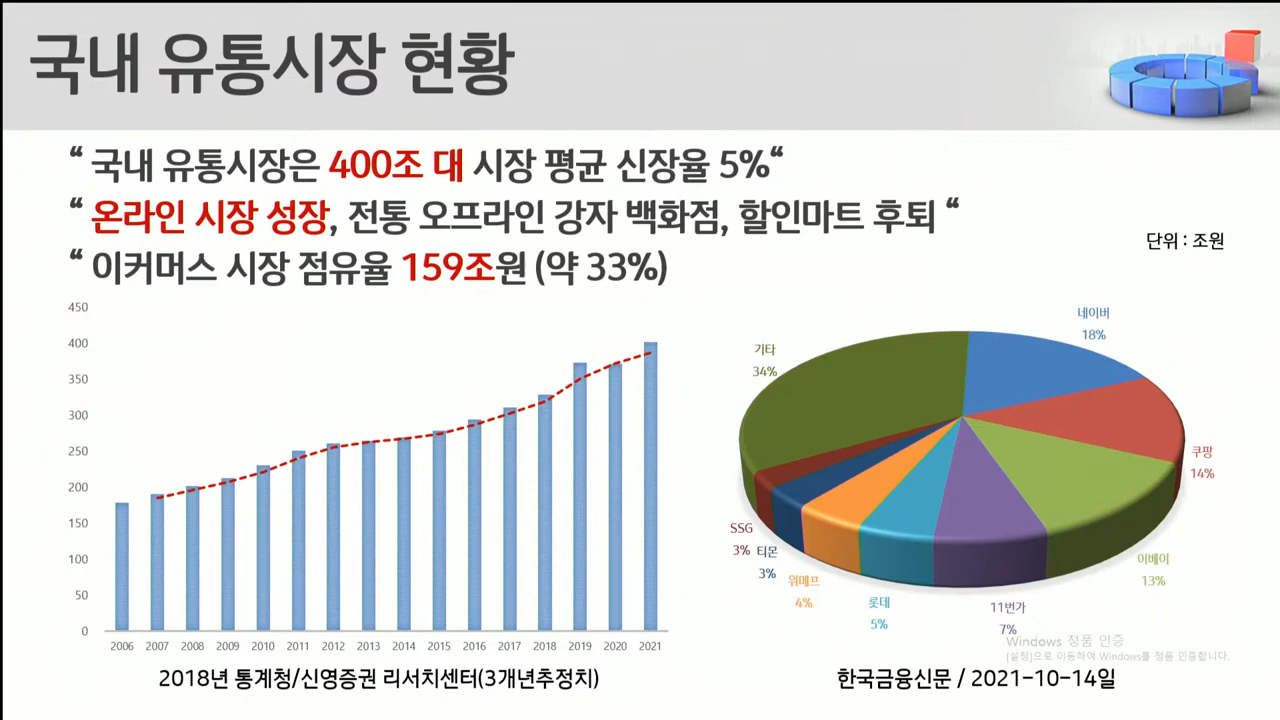 국내 유통시장 현황
“ 국내 유통시장은 400조 대 시장 평균 신장율 5%“
“ 온라인 시장 성장, 전통 오프라인 강자 백화점, 할인마트 후퇴 “
“ 이커머스 시장 점유율 159조원 (약 33%)
단위 : 조원
450
400
350
300
250
200
150
100
50
0
2006 2007 2008 2009 2010 2011 2012 2013 2014 2015 2016 2017 2018 2019 2020 2021
2018년 통계청/신영증권 리서치센터(3개년추정치)
네이버
18%
쿠팡
14%
이베이
13%
11번가
7%
롯데
5%
위메프
4%
티몬
3%
SSG
3%
기타
34%
Windows 정품 인증
[설정]으로 이동하여 Windows를 정품 인증합니다.
한국금융신문 / 2021-10-14일